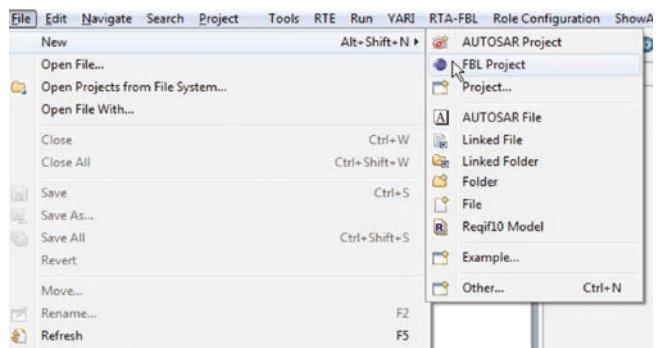 File Edit Navigate Search Project Tools RTE Run YARI RTA-FBL Role Configuration ShowA
New Alt+Shift+N
Open File...
Open Projects from File System...
Open File With...
Close Ctrl+W
Close All Ctrl+Shift+W
Save Ctrl+S
Save As...
Save All Ctrl+Shift+S
Revert
Move...
Rename... F2
Refresh F5
AUTOSAR Project
FBL Project
Project...
AUTOSAR File
Linked File
Linked Folder
Folder
File
Reqif10 Model
Example...
Other... Ctrl+N